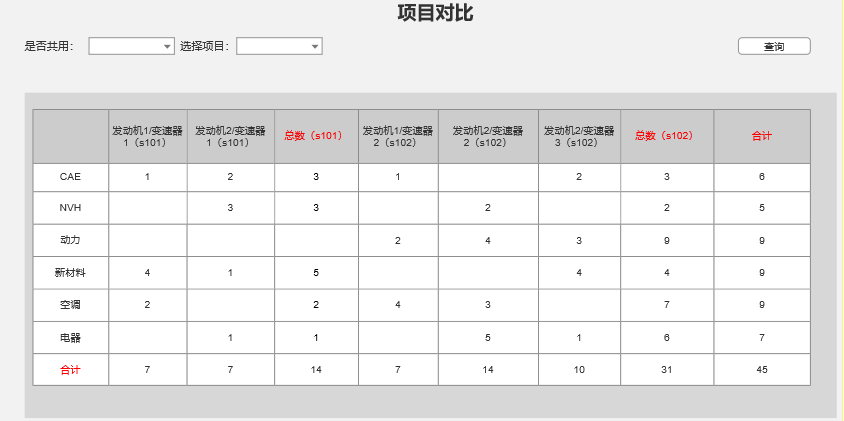 项目对比
是否共用: 选择项目: 查询
发动机1/变速器1（s101） 发动机2/变速器1（s101） 总数（s101） 发动机1/变速器2（s102） 发动机2/变速器2（s102） 发动机2/变速器3（s102） 总数（s102） 合计
CAE 1 2 3 1 2 3 6
NVH 3 3 2 2 5
动力 2 4 3 9 9
新材料 4 1 5 4 4 9
空调 2 2 4 3 7 9
电器 1 1 5 1 6 7
合计 7 7 14 7 14 10 31 45